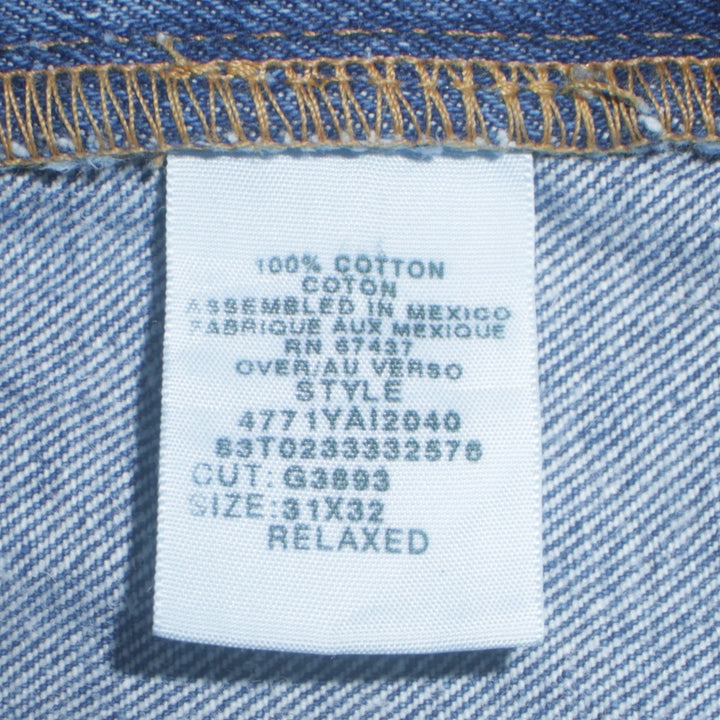 100% COTTON
COTON
ASSEMBLED IN MEXICO
FABRIQUE AUX MEXIQUE
RN 67437
OVER/AU VERSO
STYLE
4771YAI2040
63T0233332576
CUT: G3893
SIZE: 31X32
RELAXED